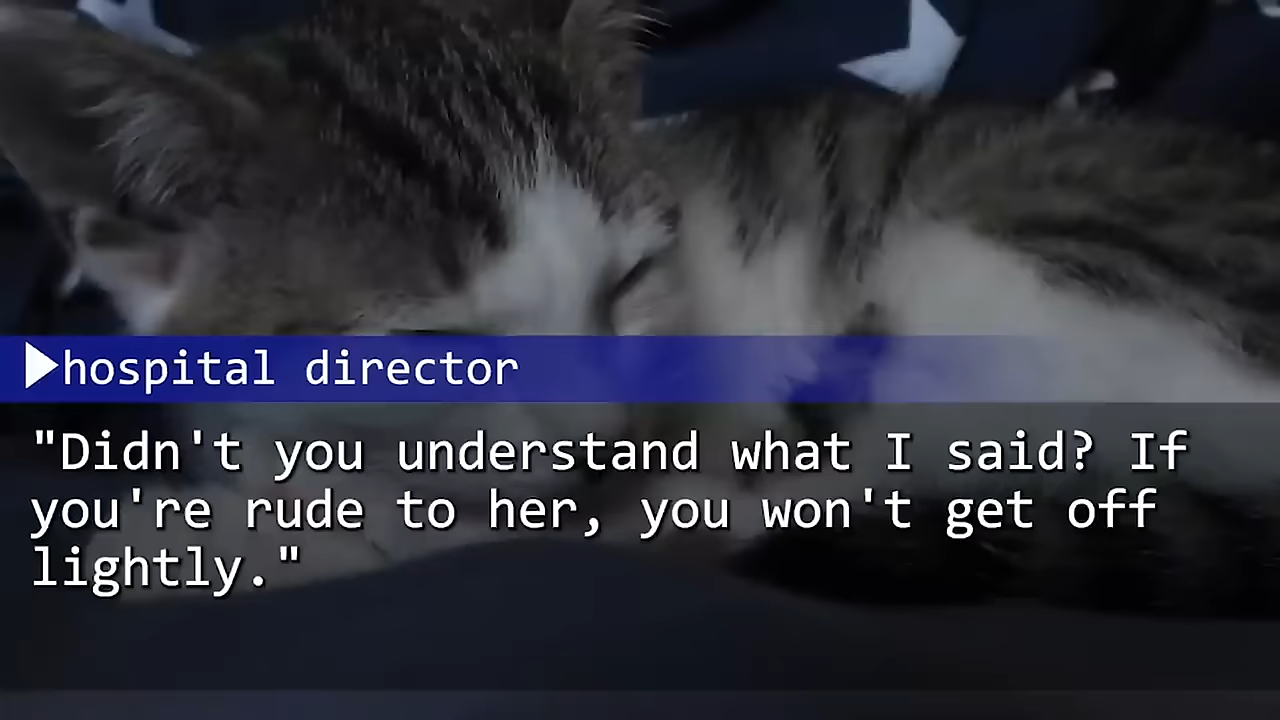 ▶hospital director
"Didn't you understand what I said? If
you're rude to her, you won't get off
lightly."